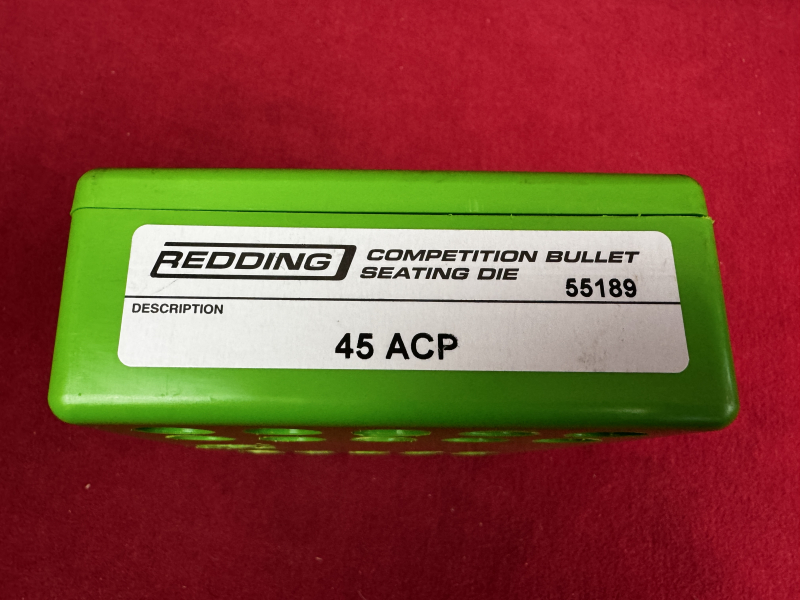 REDDING COMPETITION BULLET
SEATING DIE
55189
DESCRIPTION
45 ACP